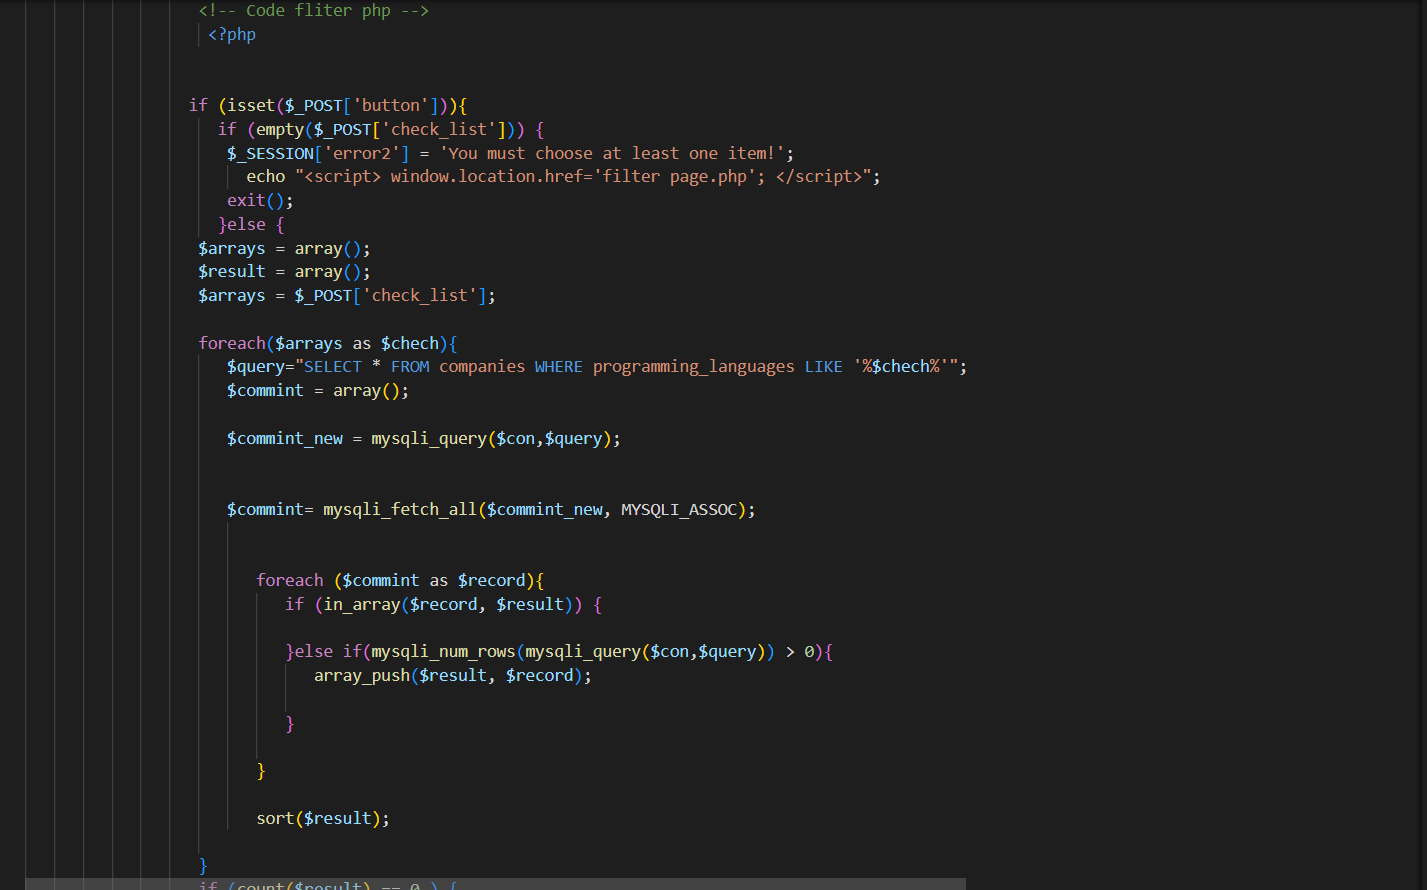 <!-- Code fliter php -->
<?php
if (isset($_POST['button'])){
if (empty($_POST['check_list'])) {
$_SESSION['error2'] = 'You must choose at least one item!';
echo "<script> window.location.href='filter page.php'; </script>";
exit();
}else {
$arrays = array();
$result = array();
$arrays = $_POST['check_list'];
foreach($arrays as $chech){
$query="SELECT * FROM companies WHERE programming_languages LIKE '%$chech%'";
$commint = array();
$commint_new = mysqli_query($con,$query);
$commint= mysqli_fetch_all($commint_new, MYSQLI_ASSOC);
foreach ($commint as $record){
if (in_array($record, $result)) {
}else if(mysqli_num_rows(mysqli_query($con,$query)) > 0){
array_push($result, $record);
}
}
sort($result);
}
if (count($result) == 0 ) {